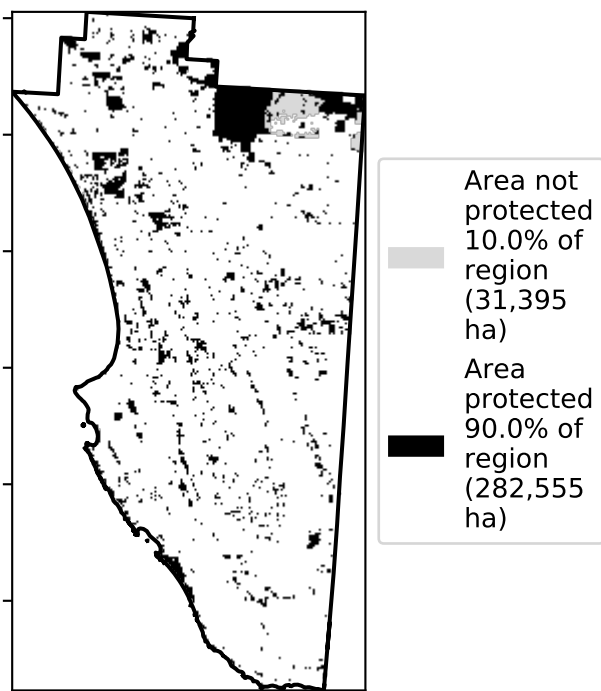 Area not
protected
10.0% of
region
(31,395
ha)
Area
protected
90.0% of
region
(282,555
ha)